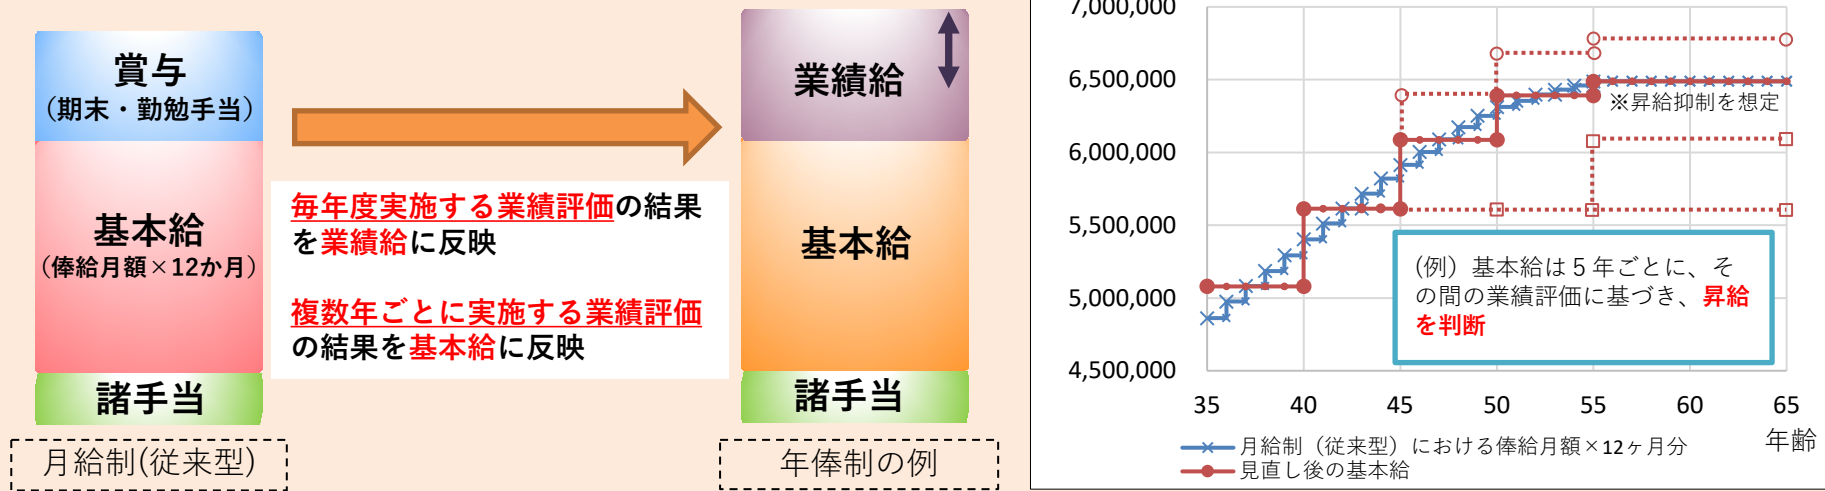 賞与
（期末・勤勉手当）
基本給
（俸給月額×12か月）
諸手当
月給制(従来型)
毎年度実施する業績評価の結果
を業績給に反映
複数年ごとに実施する業績評価
の結果を基本給に反映
業績給
基本給
諸手当
年俸制の例
7,000,000
6,500,000
6,000,000
5,500,000
5,000,000
4,500,000
35 40 45 50 55 60 65
年齢
※昇給抑制を想定
(例）基本給は５年ごとに、そ
の間の業績評価に基づき、昇給
を判断
月給制（従来型）における俸給月額×12ヶ月分
見直し後の基本給